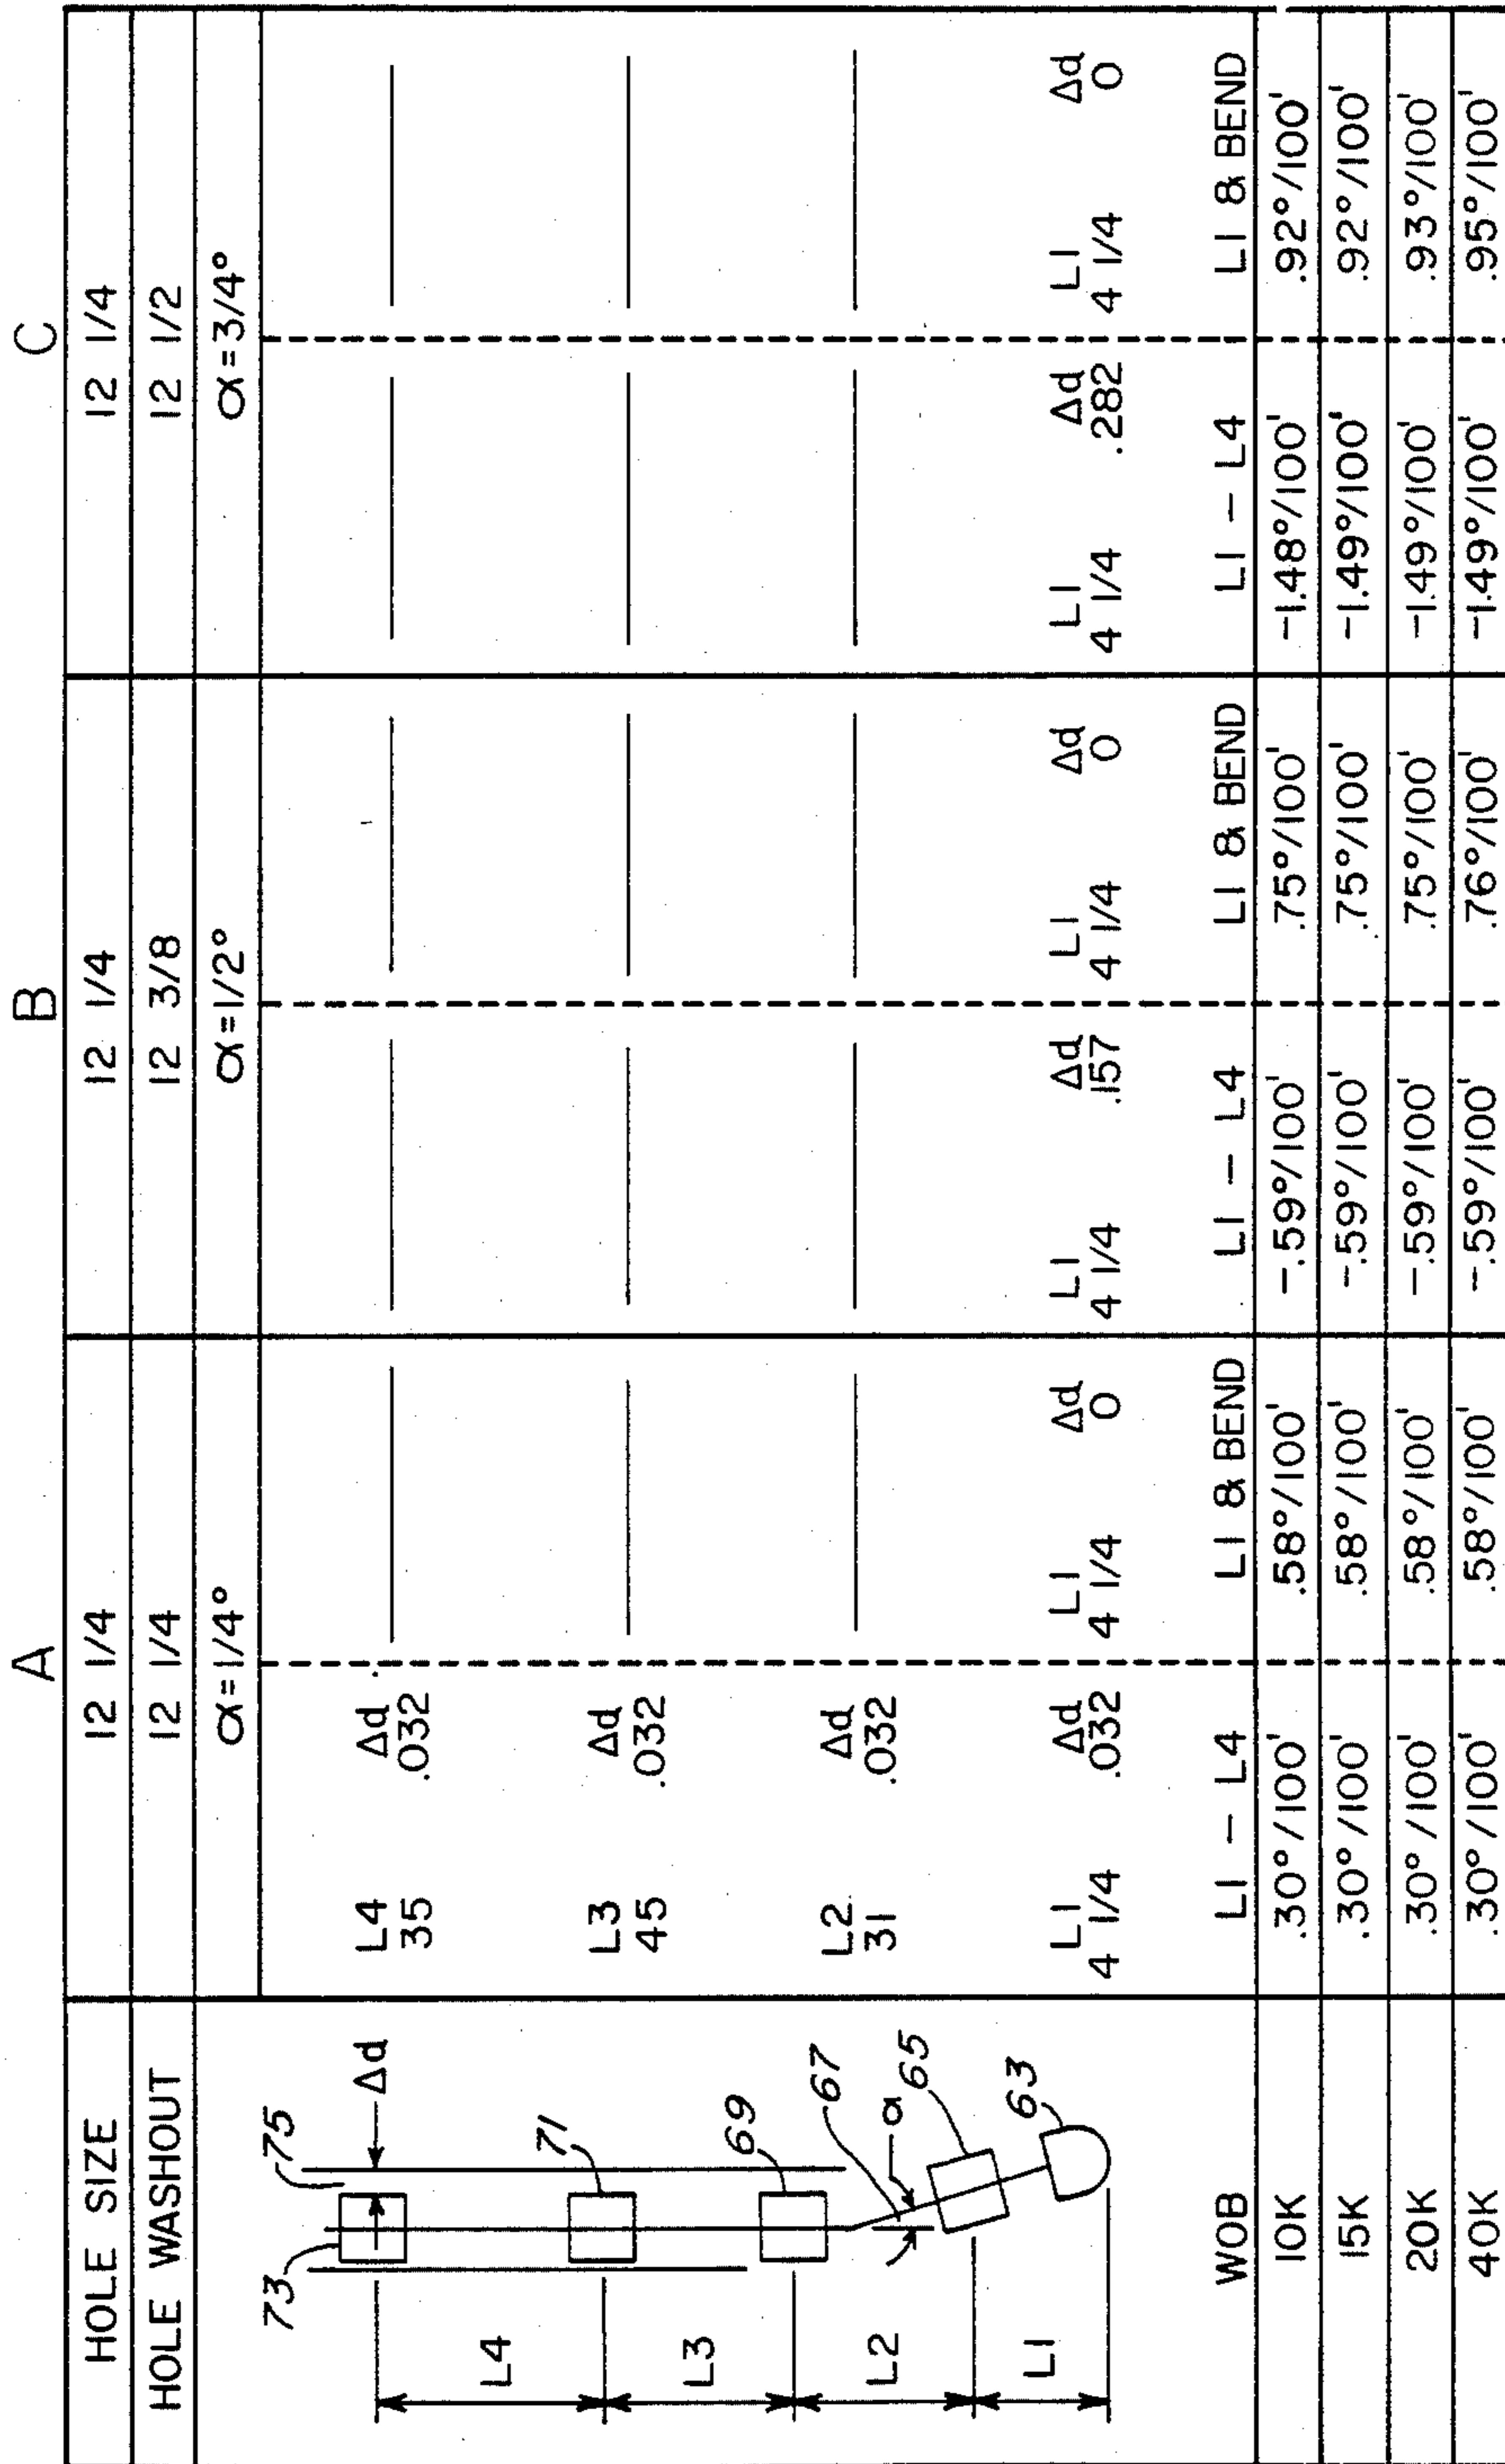 A B C
HOLE SIZE 12 1/4 12 1/4 12 1/4
HOLE WASHOUT 12 1/4 12 3/8 12 1/2
α=1/4° α=1/2° α=3/4°
73
75
Δd
71
69
67
α
65
63
L4
L3
L2
L1
L4 Δd
35 .032
L3 Δd
45 .032
L2 Δd
31 .032
L1 Δd L1 Δd L1 Δd L1 Δd L1 Δd L1 Δd
4 1/4 .032 4 1/4 0 4 1/4 .157 4 1/4 0 4 1/4 .282 4 1/4 0
WOB L1 - L4 L1 & BEND L1 - L4 L1 & BEND L1 - L4 L1 & BEND
10K .30°/100' .58°/100' -.59°/100' .75°/100' -1.48°/100' .92°/100'
15K .30°/100' .58°/100' -.59°/100' .75°/100' -1.49°/100' .92°/100'
20K .30°/100' .58°/100' -.59°/100' .75°/100' -1.49°/100' .93°/100'
40K .30°/100' .58°/100' -.59°/100' .76°/100' -1.49°/100' .95°/100'